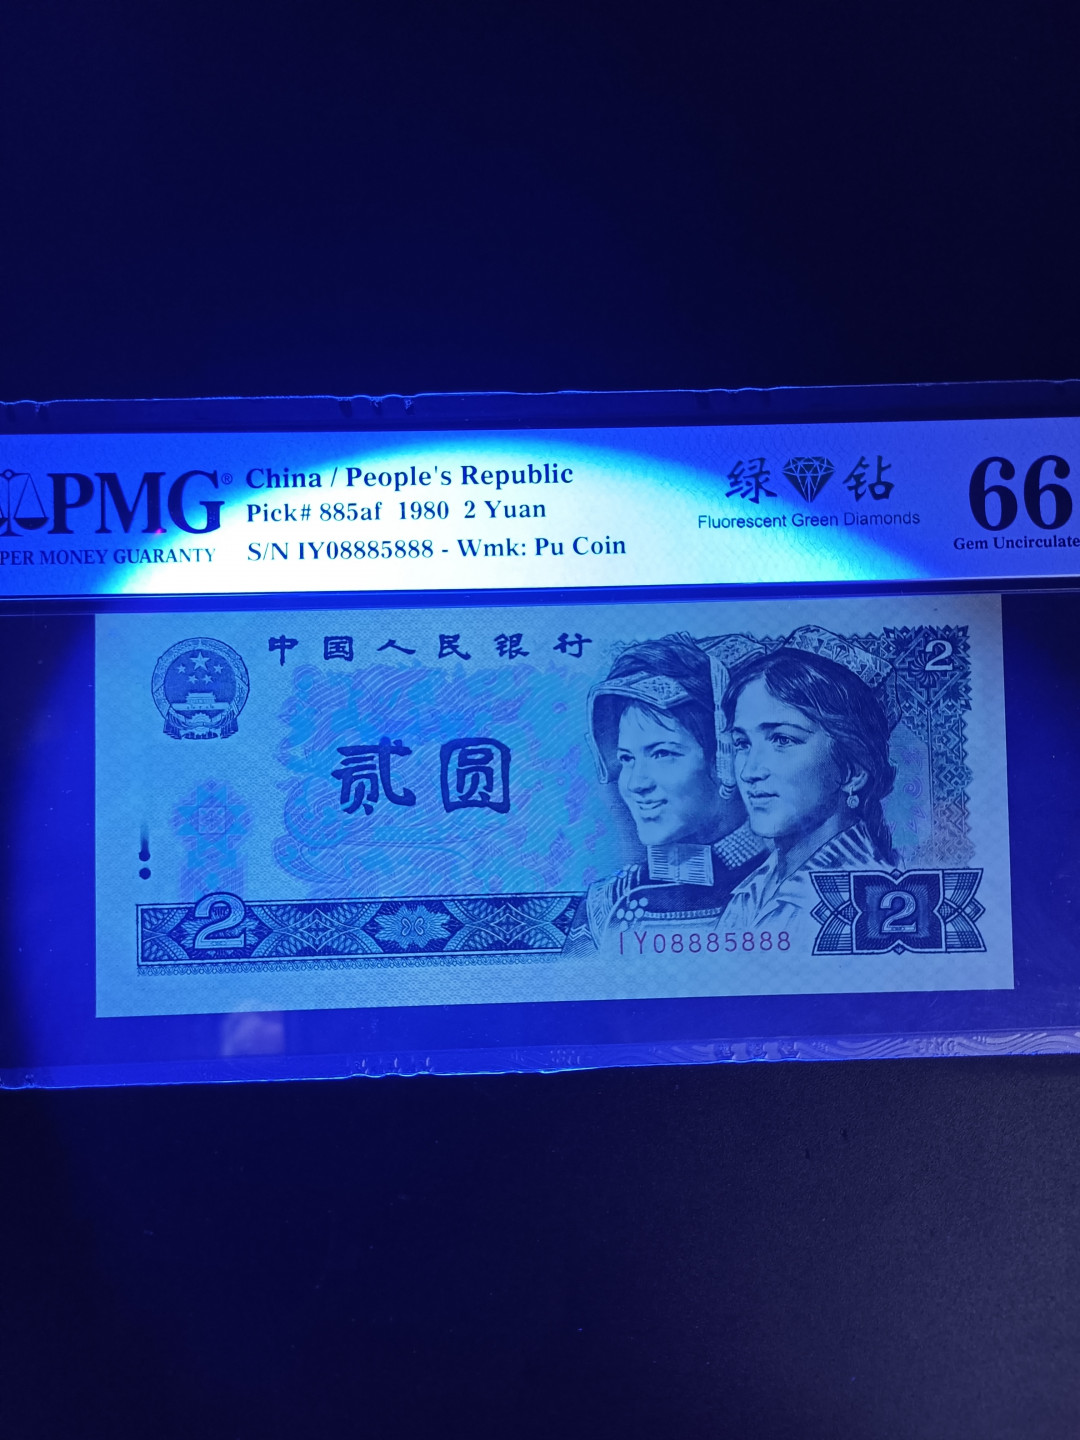 PMG®
PER MONEY GUARANTY
China / People's Republic
Pick# 885af 1980 2 Yuan
S/N IY08885888 - Wmk: Pu Coin
绿 钻
Fluorescent Green Diamonds
66
Gem Uncirculate
中国人民银行
2
贰圆
2
IY08885888
2